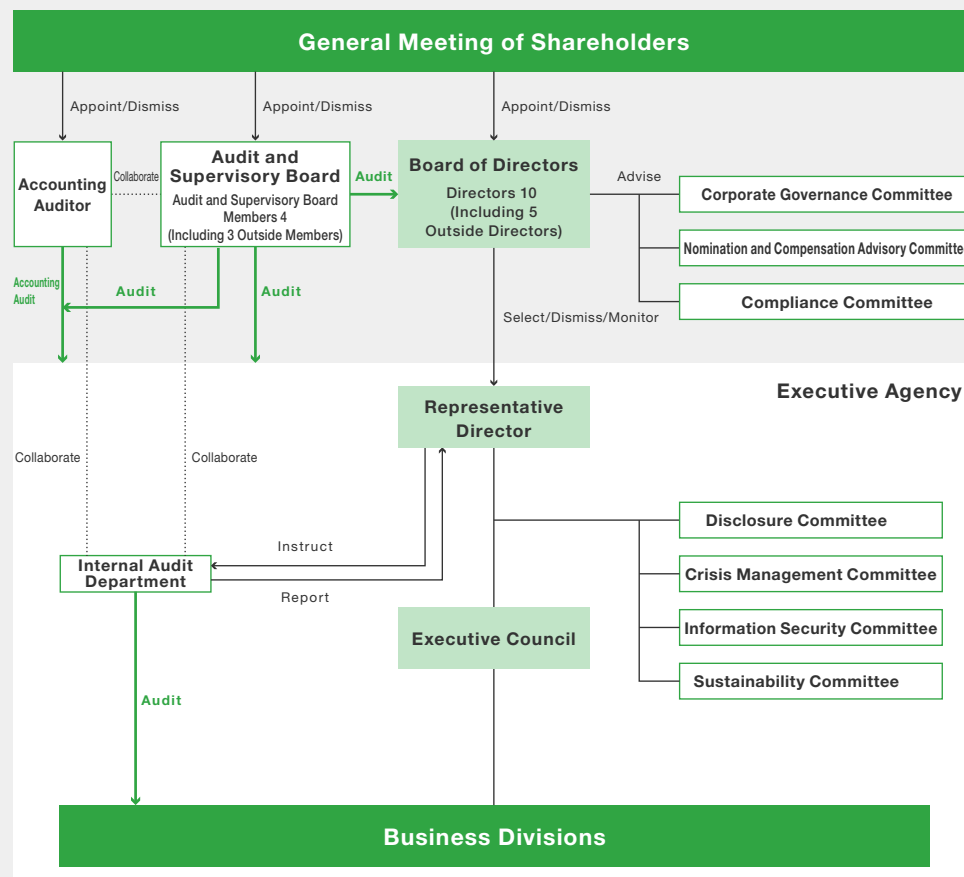 General Meeting of Shareholders
Appoint/Dismiss
Appoint/Dismiss
Appoint/Dismiss
Accounting
Auditor
Collaborate
Audit and
Supervisory Board
Audit and Supervisory Board
Members 4
(Including 3 Outside Members)
Audit
Board of Directors
Directors 10
(Including 5
Outside Directors)
Advise
Corporate Governance Committee
Nomination and Compensation Advisory Committee
Compliance Committee
Accounting
Audit
Audit
Audit
Select/Dismiss/Monitor
Executive Agency
Representative
Director
Collaborate
Collaborate
Disclosure Committee
Crisis Management Committee
Information Security Committee
Sustainability Committee
Instruct
Internal Audit
Department
Report
Executive Council
Audit
Business Divisions